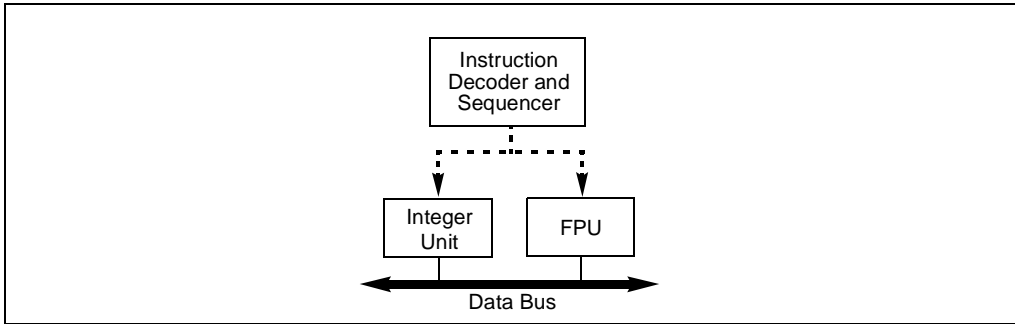 Instruction
Decoder and
Sequencer
Integer
Unit
FPU
Data Bus